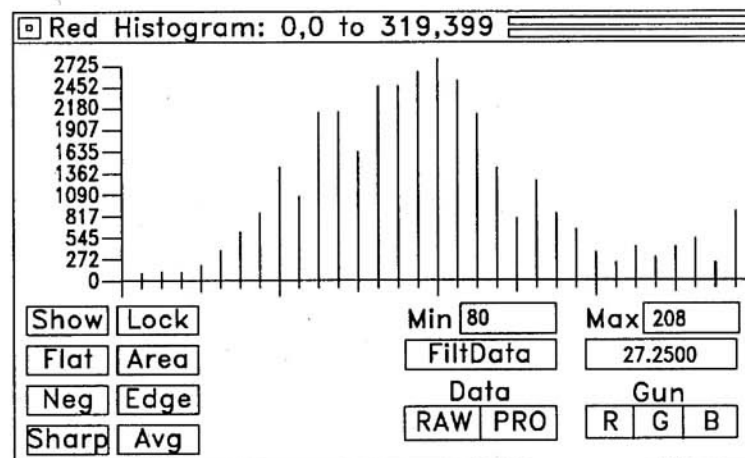 Red Histogram: 0,0 to 319,399
2725
2452
2180
1907
1635
1362
1090
817
545
272
0
Show Lock Min 80 Max 208
Flat Area FiltData 27.2500
Neg Edge Data Gun
Sharp Avg RAW PRO R G B